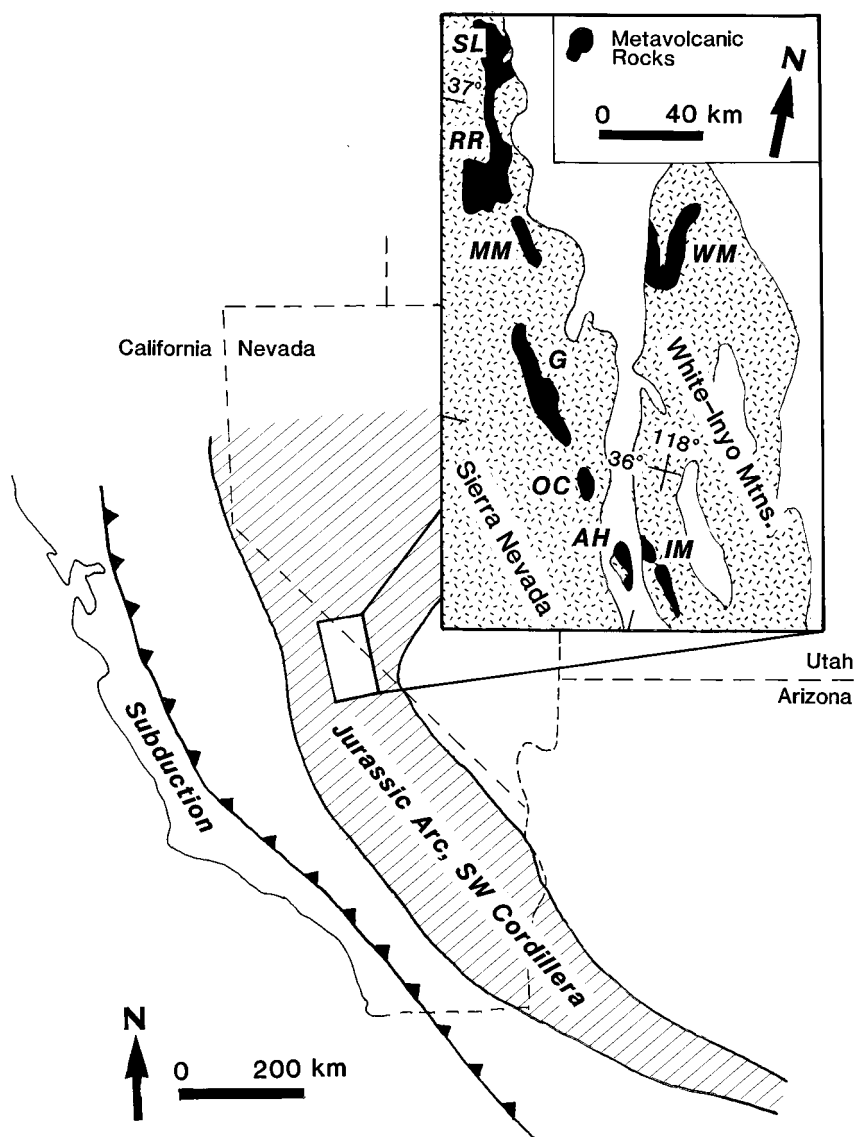 SL
37°
RR
MM
G
OC
AH
IM
WM
Metavolcanic
Rocks
N
0 40 km
White-Inyo Mtns.
118°
36°
Sierra Nevada
California
Nevada
Utah
Arizona
Subduction
Jurassic Arc, SW Cordillera
N
0 200 km